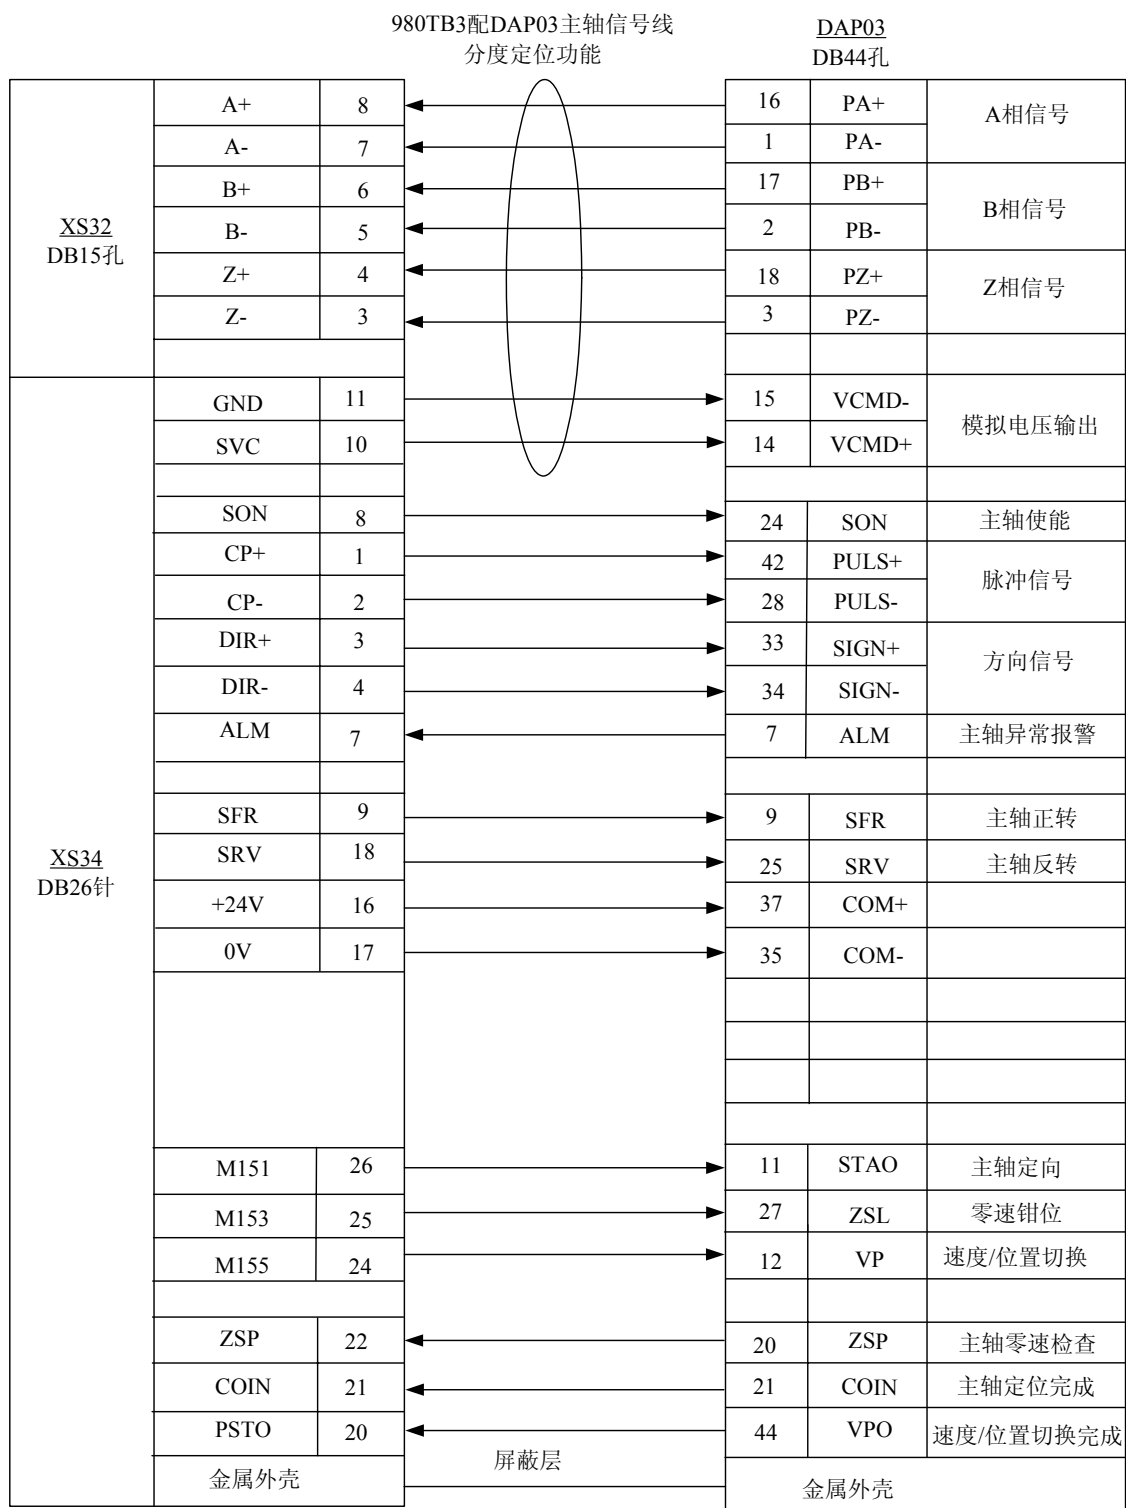 980TB3配DAP03主轴信号线
分度定位功能
DAP03
DB44孔
XS32
DB15孔
A+ 8 16 PA+ A相信号
A- 7 1 PA-
B+ 6 17 PB+ B相信号
B- 5 2 PB-
Z+ 4 18 PZ+ Z相信号
Z- 3 3 PZ-
XS34
DB26针
GND 11 15 VCMD- 模拟电压输出
SVC 10 14 VCMD+
SON 8 24 SON 主轴使能
CP+ 1 42 PULS+ 脉冲信号
CP- 2 28 PULS-
DIR+ 3 33 SIGN+ 方向信号
DIR- 4 34 SIGN-
ALM 7 7 ALM 主轴异常报警
SFR 9 9 SFR 主轴正转
SRV 18 25 SRV 主轴反转
+24V 16 37 COM+
0V 17 35 COM-
M151 26 11 STAO 主轴定向
M153 25 27 ZSL 零速钳位
M155 24 12 VP 速度/位置切换
ZSP 22 20 ZSP 主轴零速检查
COIN 21 21 COIN 主轴定位完成
PSTO 20 44 VPO 速度/位置切换完成
金属外壳 屏蔽层 金属外壳